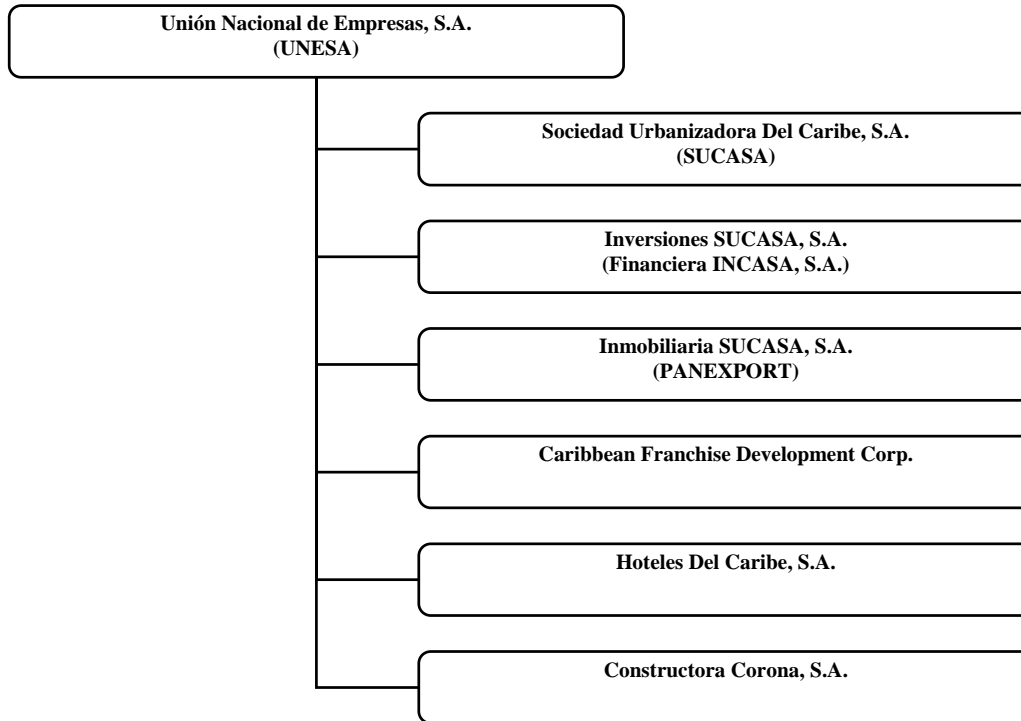 Unión Nacional de Empresas, S.A.
(UNESA)
Sociedad Urbanizadora Del Caribe, S.A.
(SUCASA)
Inversiones SUCASA, S.A.
(Financiera INCASA, S.A.)
Inmobiliaria SUCASA, S.A.
(PANEXPORT)
Caribbean Franchise Development Corp.
Hoteles Del Caribe, S.A.
Constructora Corona, S.A.